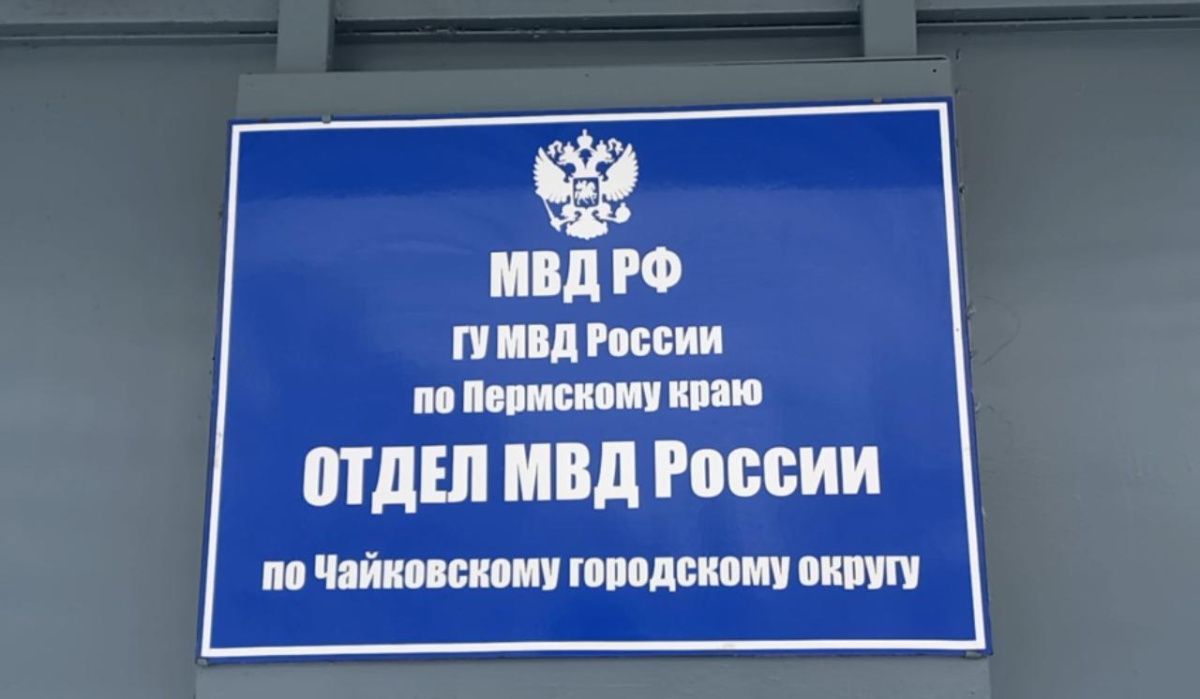 МВД РФ
ГУ МВД России
по Пермскому краю
ОТДЕЛ МВД России
по Чайковскому городскому округу